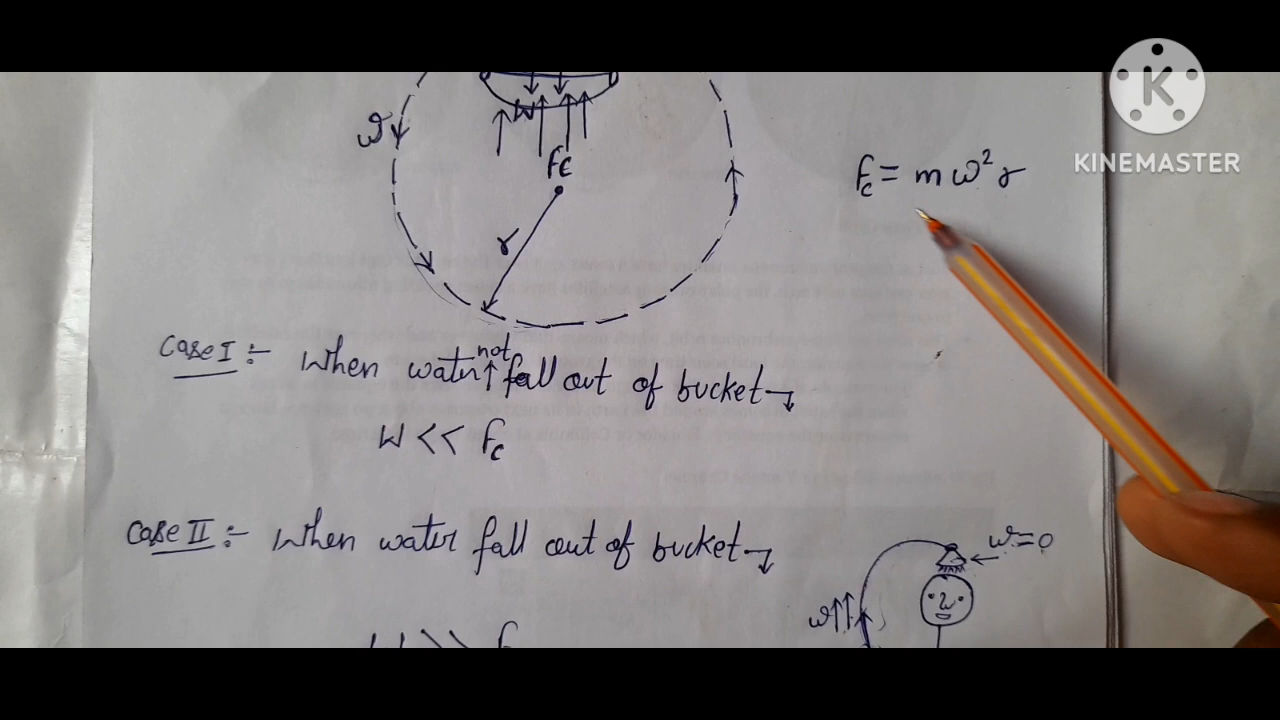 K
KINEMASTER
ω
W
Fc
r
Fc = mω²r
Case I :- When water not fall out of bucket
W << Fc
Case II :- When water fall out of bucket
W >> F
ω=0
ω↑↑